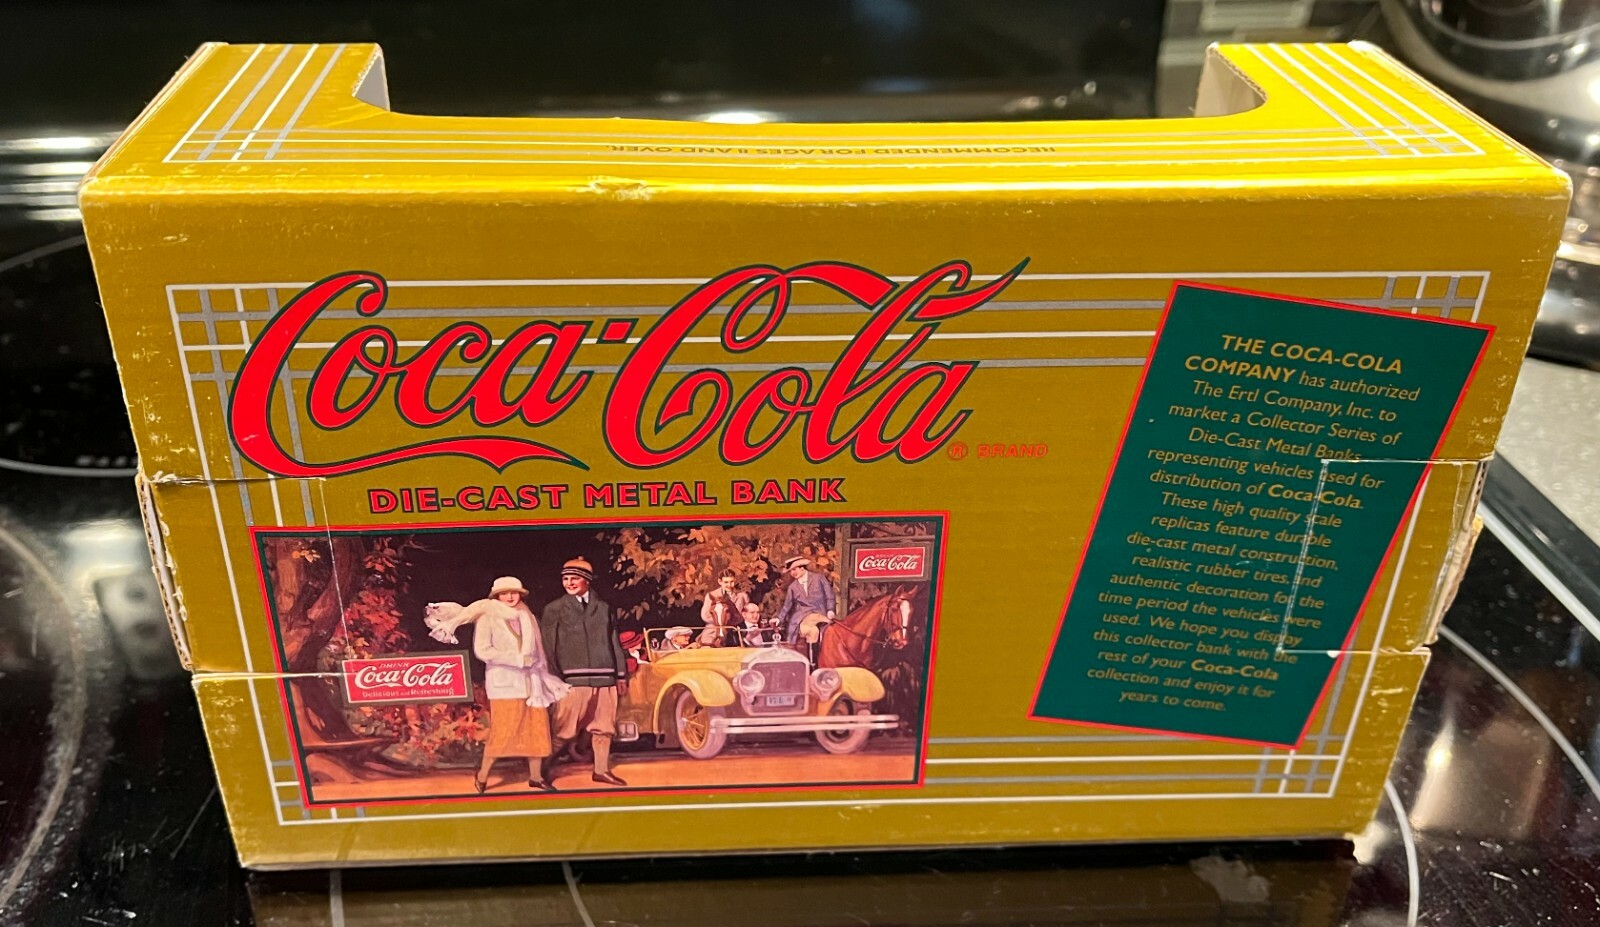 RECOMMENDED FOR AGES 8 AND OVER.
Coca-Cola
® BRAND
DIE-CAST METAL BANK
Coca-Cola
DRINK
Coca-Cola
Delicious and Refreshing
THE COCA-COLA
COMPANY has authorized
The Ertl Company, Inc. to
market a Collector Series of
Die-Cast Metal Banks
representing vehicles used for
distribution of Coca-Cola.
These high quality scale
replicas feature durable
die-cast metal construction,
realistic rubber tires, and
authentic decoration for the
time period the vehicles were
used. We hope you display
this collector bank with the
rest of your Coca-Cola
collection and enjoy it for
years to come.